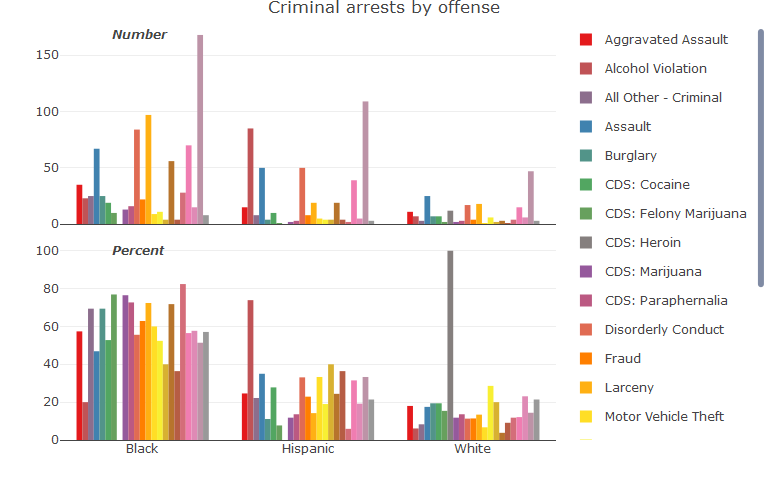 Criminal arrests by offense
Number
150
100
50
0
Percent
100
80
60
40
20
0
Black Hispanic White
Aggravated Assault
Alcohol Violation
All Other - Criminal
Assault
Burglary
CDS: Cocaine
CDS: Felony Marijuana
CDS: Heroin
CDS: Marijuana
CDS: Paraphernalia
Disorderly Conduct
Fraud
Larceny
Motor Vehicle Theft